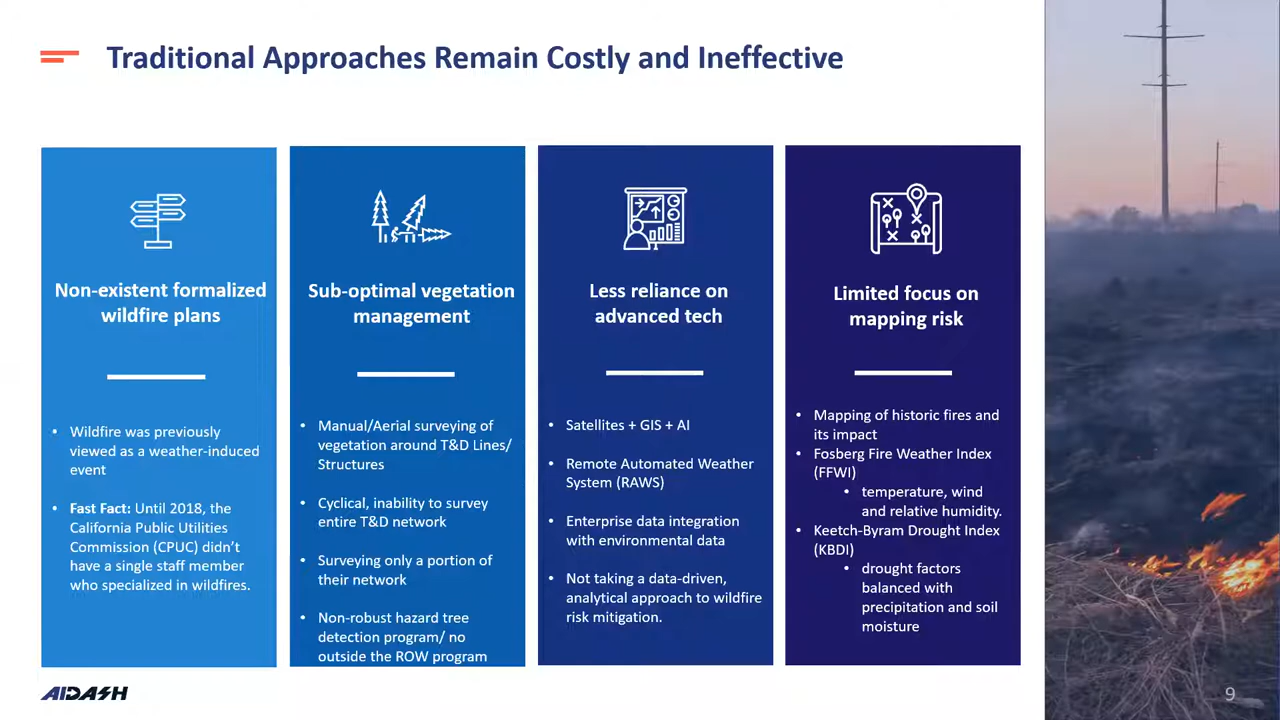 Traditional Approaches Remain Costly and Ineffective
Non-existent formalized
wildfire plans
• Wildfire was previously
viewed as a weather-induced
event
• Fast Fact: Until 2018, the
California Public Utilities
Commission (CPUC) didn't
have a single staff member
who specialized in wildfires.
Sub-optimal vegetation
management
• Manual/Aerial surveying of
vegetation around T&D Lines/
Structures
• Cyclical, inability to survey
entire T&D network
• Surveying only a portion of
their network
• Non-robust hazard tree
detection program/ no
outside the ROW program
Less reliance on
advanced tech
• Satellites + GIS + AI
• Remote Automated Weather
System (RAWS)
• Enterprise data integration
with environmental data
• Not taking a data-driven,
analytical approach to wildfire
risk mitigation.
Limited focus on
mapping risk
• Mapping of historic fires and
its impact
• Fosberg Fire Weather Index
(FFWI)
• temperature, wind
and relative humidity.
• Keetch-Byram Drought Index
(KBDI)
• drought factors
balanced with
precipitation and soil
moisture
AIDASH
9